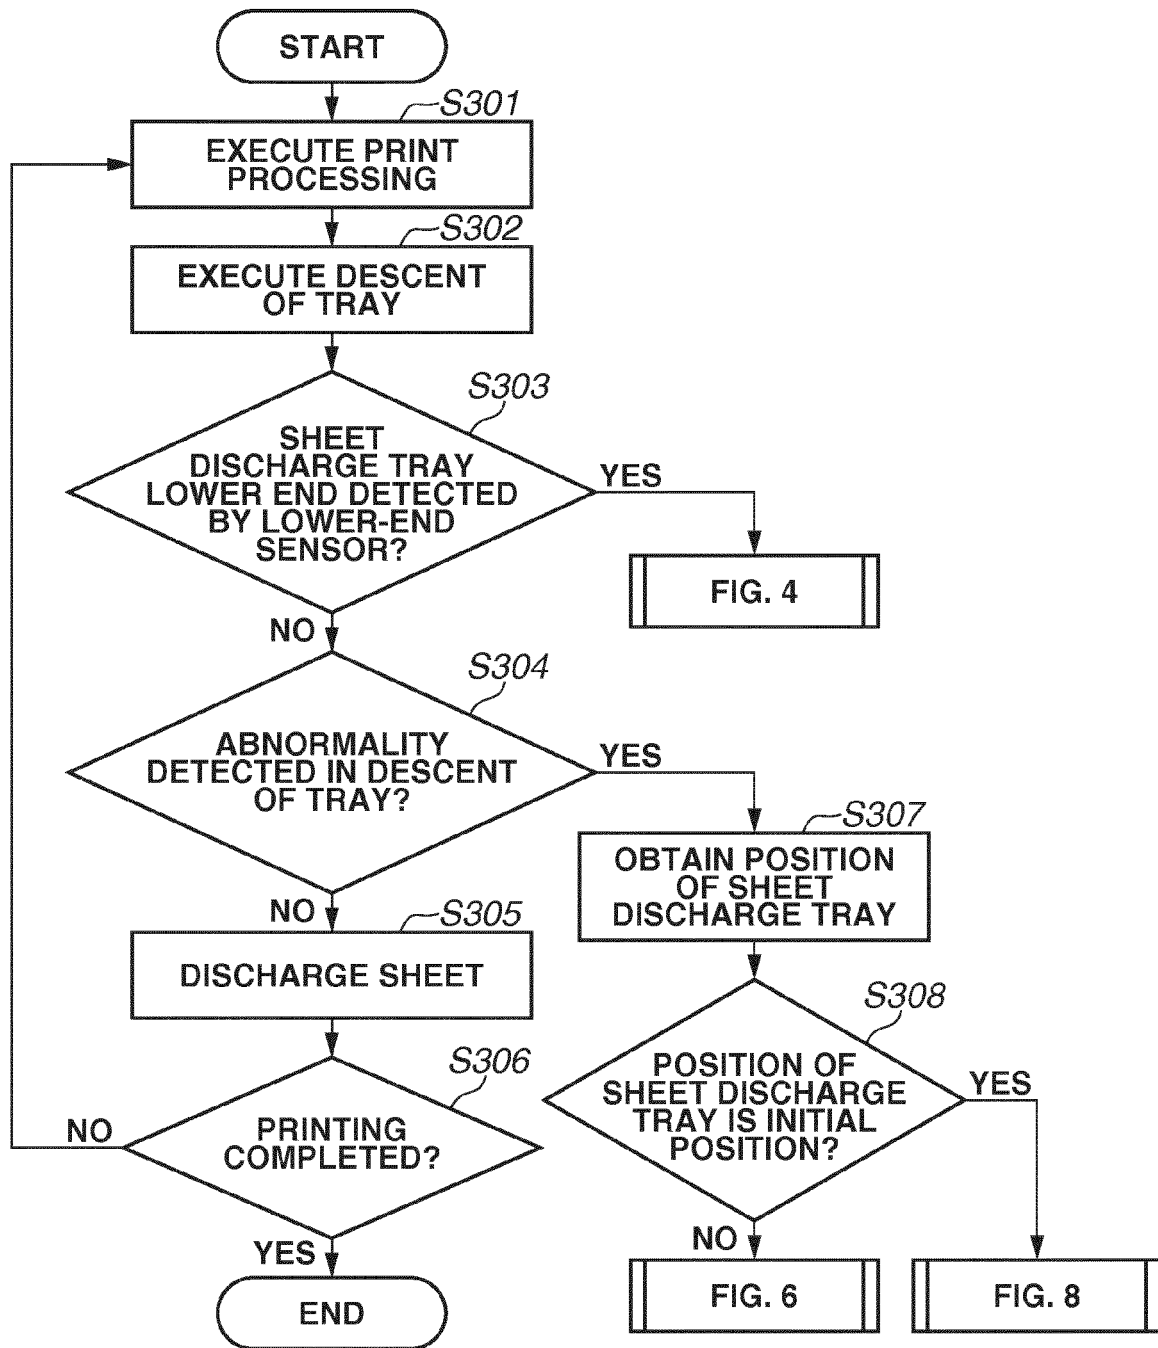 START
S301
EXECUTE PRINT
PROCESSING
S302
EXECUTE DESCENT
OF TRAY
S303
SHEET
DISCHARGE TRAY
LOWER END DETECTED
BY LOWER-END
SENSOR?
YES
FIG. 4
NO
S304
ABNORMALITY
DETECTED IN DESCENT
OF TRAY?
YES
S307
OBTAIN POSITION
OF SHEET
DISCHARGE TRAY
NO
S305
DISCHARGE SHEET
S308
POSITION OF
SHEET DISCHARGE
TRAY IS INITIAL
POSITION?
YES
S306
PRINTING
COMPLETED?
NO
YES
END
NO
FIG. 6
FIG. 8